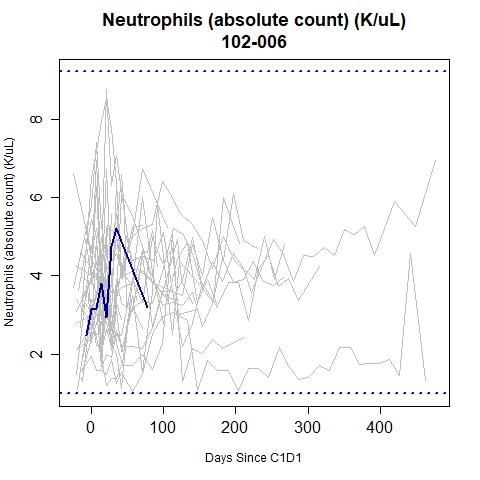 Neutrophils (absolute count) (K/uL)
102-006
Neutrophils (absolute count) (K/uL)
8
6
4
2
0 100 200 300 400
Days Since C1D1